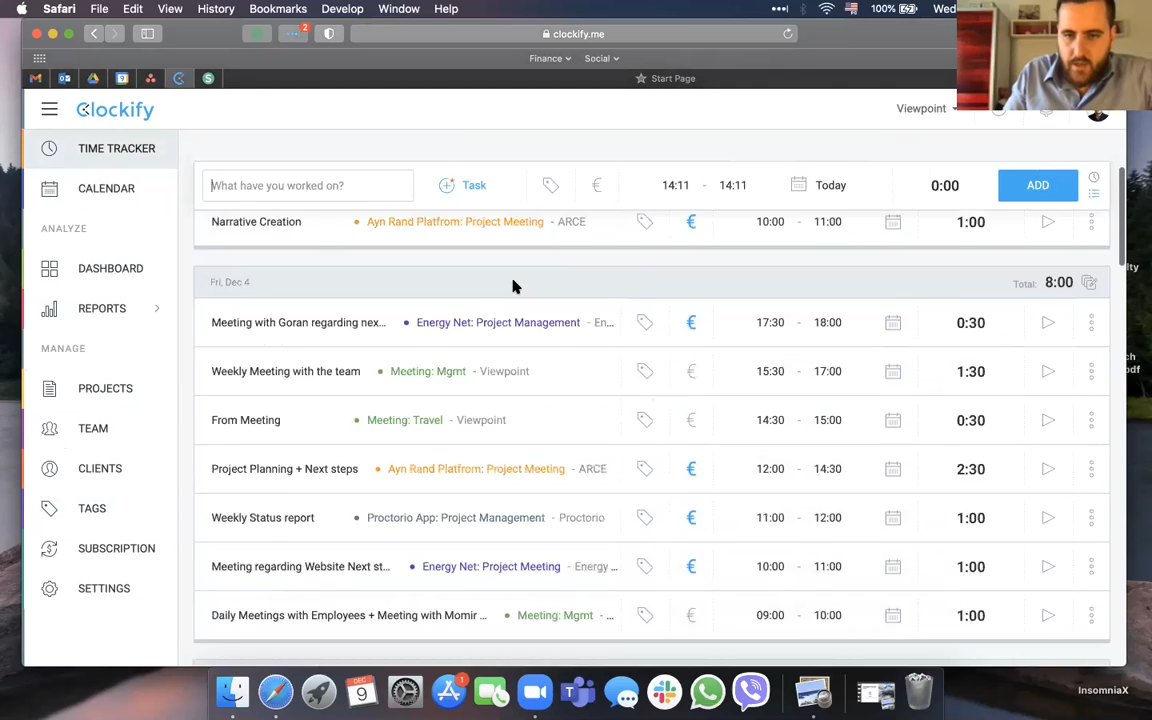 Safari File Edit View History Bookmarks Develop Window Help 100% Wed
2 clockify.me
Finance Social
Start Page
Clockify Viewpoint
TIME TRACKER
What have you worked on? Task € 14:11 - 14:11 Today 0:00 ADD
CALENDAR
Narrative Creation Ayn Rand Platfrom: Project Meeting - ARCE € 10:00 - 11:00 1:00
ANALYZE
DASHBOARD
Fri, Dec 4 Total: 8:00
REPORTS
Meeting with Goran regarding nex... Energy Net: Project Management - En... € 17:30 - 18:00 0:30
MANAGE
Weekly Meeting with the team Meeting: Mgmt - Viewpoint € 15:30 - 17:00 1:30
PROJECTS
TEAM
From Meeting Meeting: Travel - Viewpoint € 14:30 - 15:00 0:30
CLIENTS
Project Planning + Next steps Ayn Rand Platfrom: Project Meeting - ARCE € 12:00 - 14:30 2:30
TAGS
Weekly Status report Proctorio App: Project Management - Proctorio € 11:00 - 12:00 1:00
SUBSCRIPTION
Meeting regarding Website Next st... Energy Net: Project Meeting - Energy ... € 10:00 - 11:00 1:00
SETTINGS
Daily Meetings with Employees + Meeting with Momir ... Meeting: Mgmt - ... € 09:00 - 10:00 1:00
DEC
9
1
InsomniaX